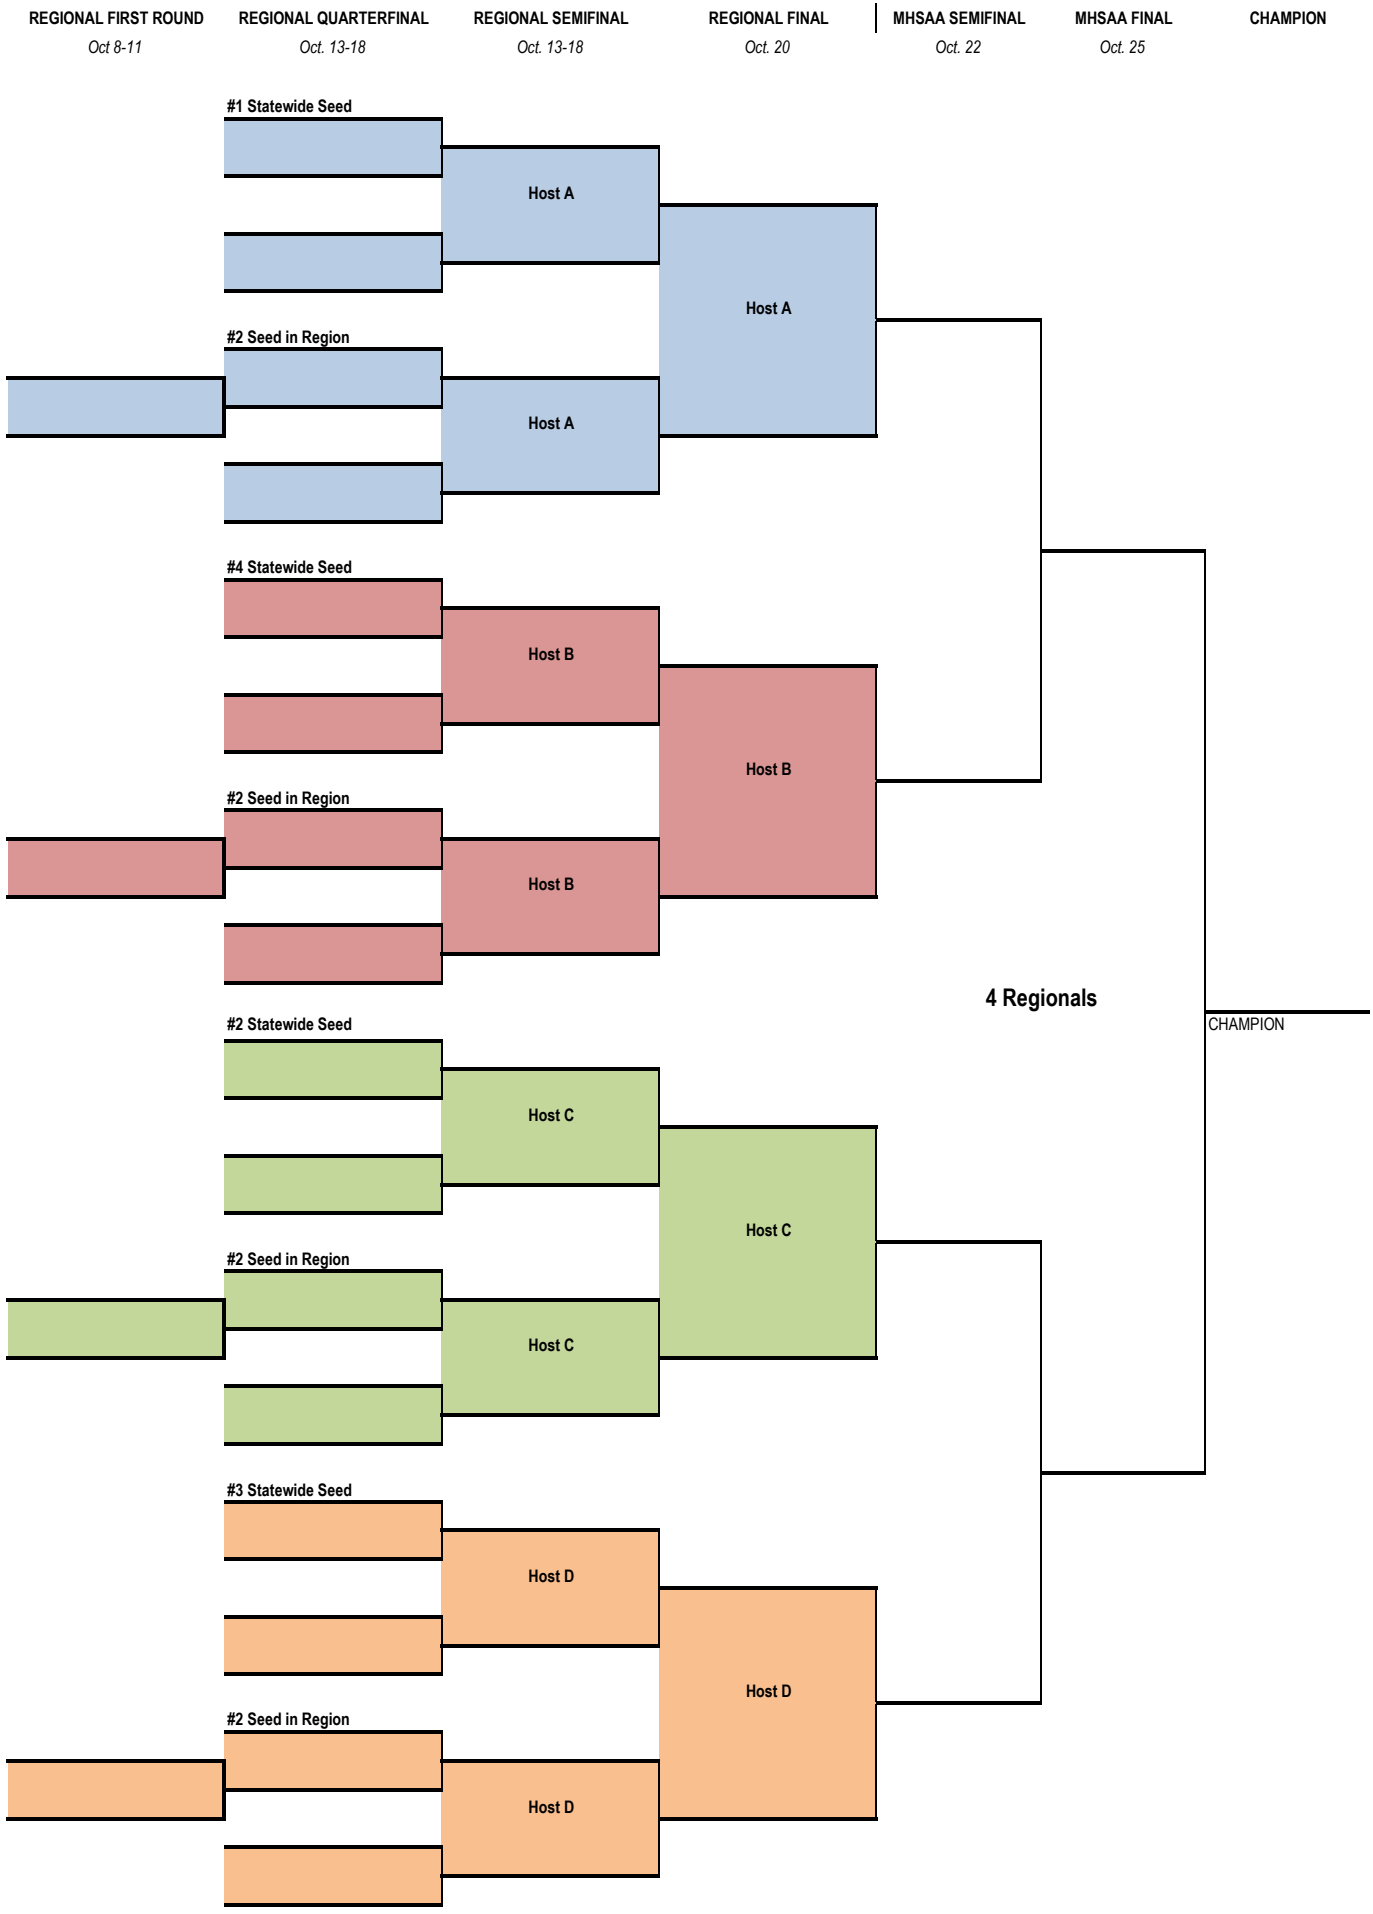 REGIONAL FIRST ROUND REGIONAL QUARTERFINAL REGIONAL SEMIFINAL REGIONAL FINAL MHSAA SEMIFINAL MHSAA FINAL CHAMPION
Oct 8-11 Oct. 13-18 Oct. 13-18 Oct. 20 Oct. 22 Oct. 25
#1 Statewide Seed
Host A
Host A
#2 Seed in Region
Host A
#4 Statewide Seed
Host B
Host B
#2 Seed in Region
Host B
4 Regionals
#2 Statewide Seed
CHAMPION
Host C
Host C
#2 Seed in Region
Host C
#3 Statewide Seed
Host D
Host D
#2 Seed in Region
Host D